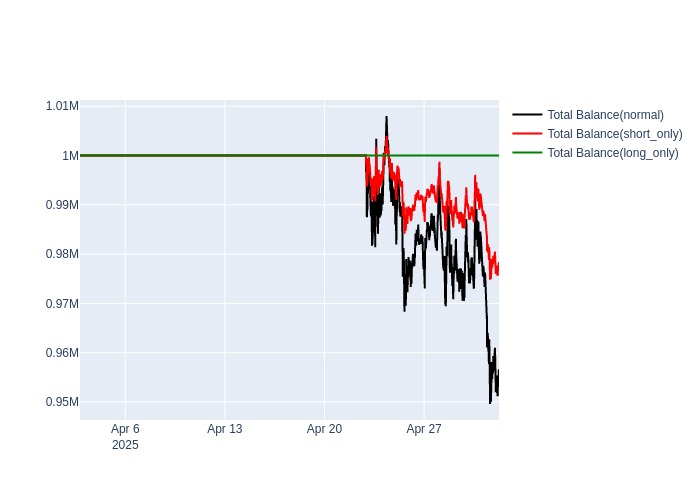 1.01M
1M
0.99M
0.98M
0.97M
0.96M
0.95M
Apr 6
2025
Apr 13
Apr 20
Apr 27
Total Balance(normal)
Total Balance(short_only)
Total Balance(long_only)